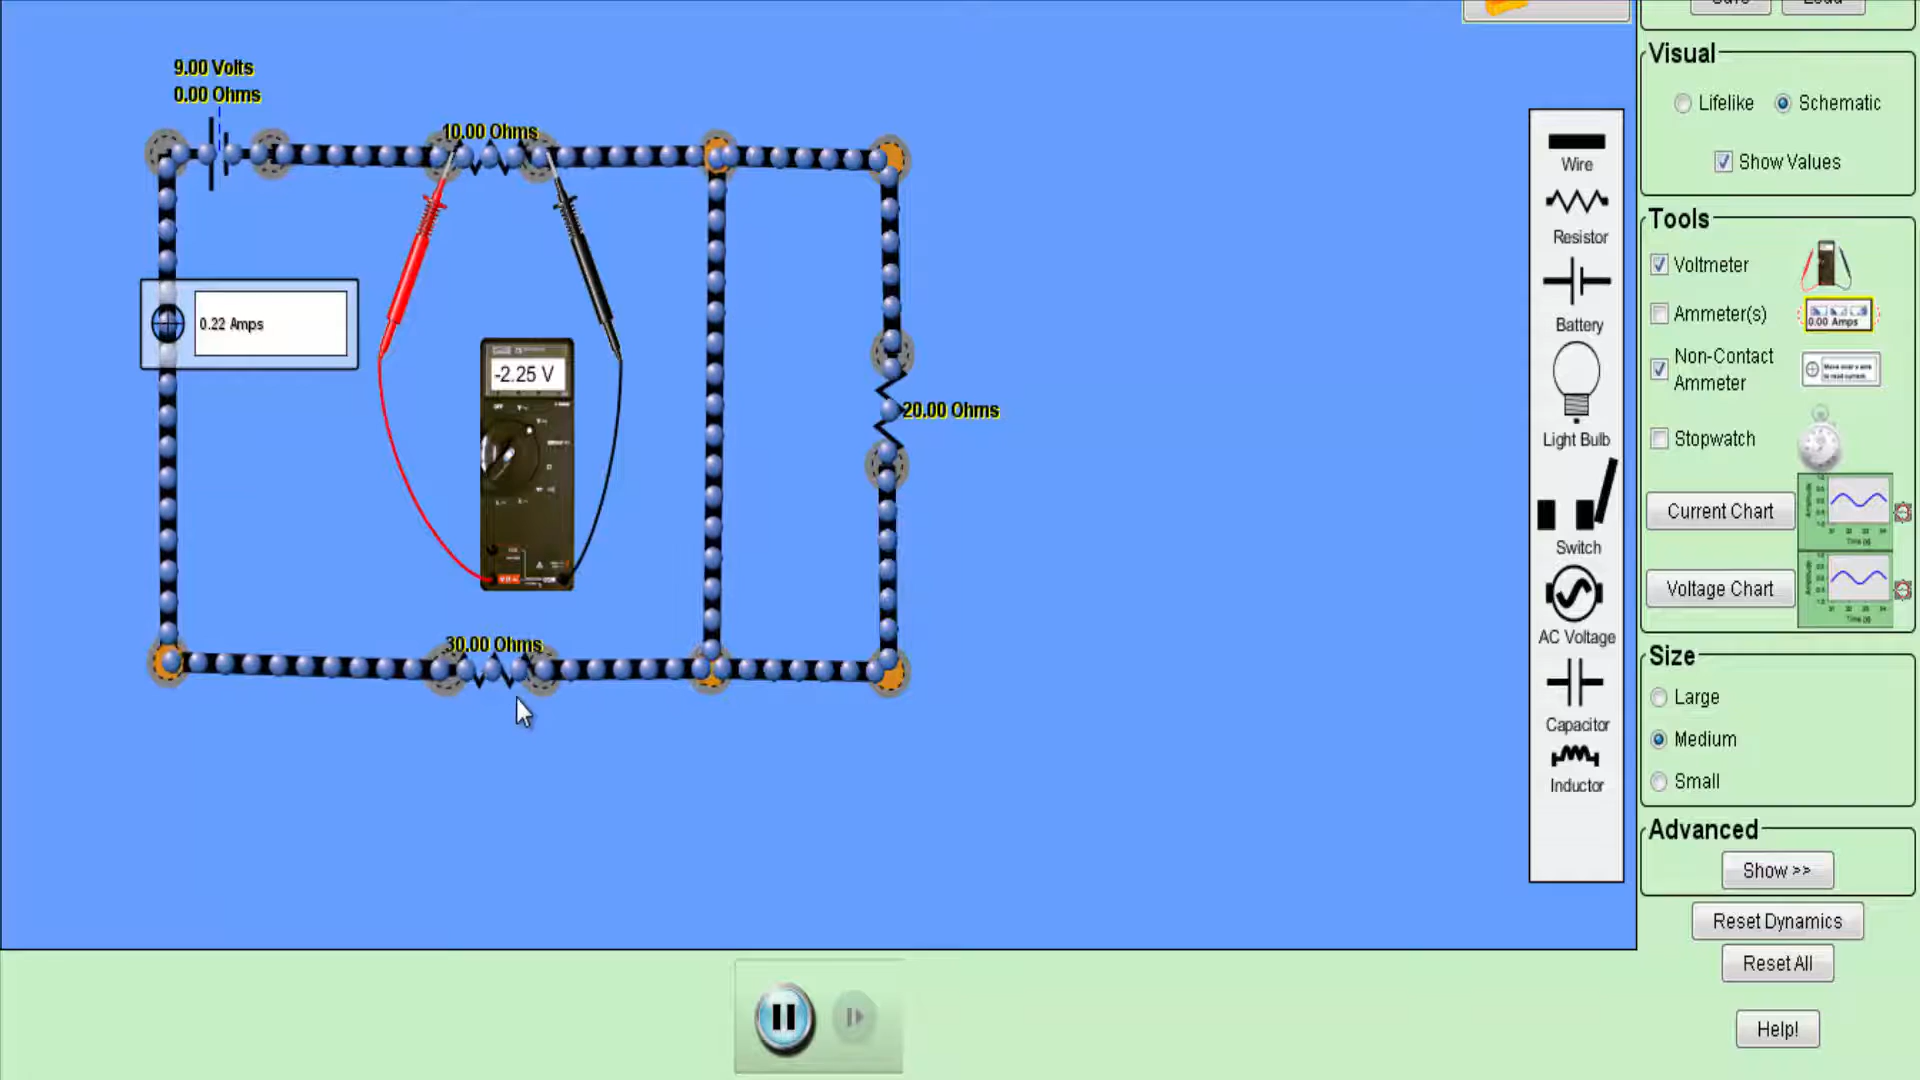 Save Load
Visual
Lifelike Schematic
Show Values
Tools
Voltmeter
Ammeter(s)
0.00 Amps
Non-Contact
Ammeter
Stopwatch
Current Chart
Voltage Chart
Size
Large
Medium
Small
Advanced
Show >>
Reset Dynamics
Reset All
Help!
Wire
Resistor
Battery
Light Bulb
Switch
AC Voltage
Capacitor
Inductor
9.00 Volts
0.00 Ohms
10.00 Ohms
0.22 Amps
-2.25 V
20.00 Ohms
30.00 Ohms